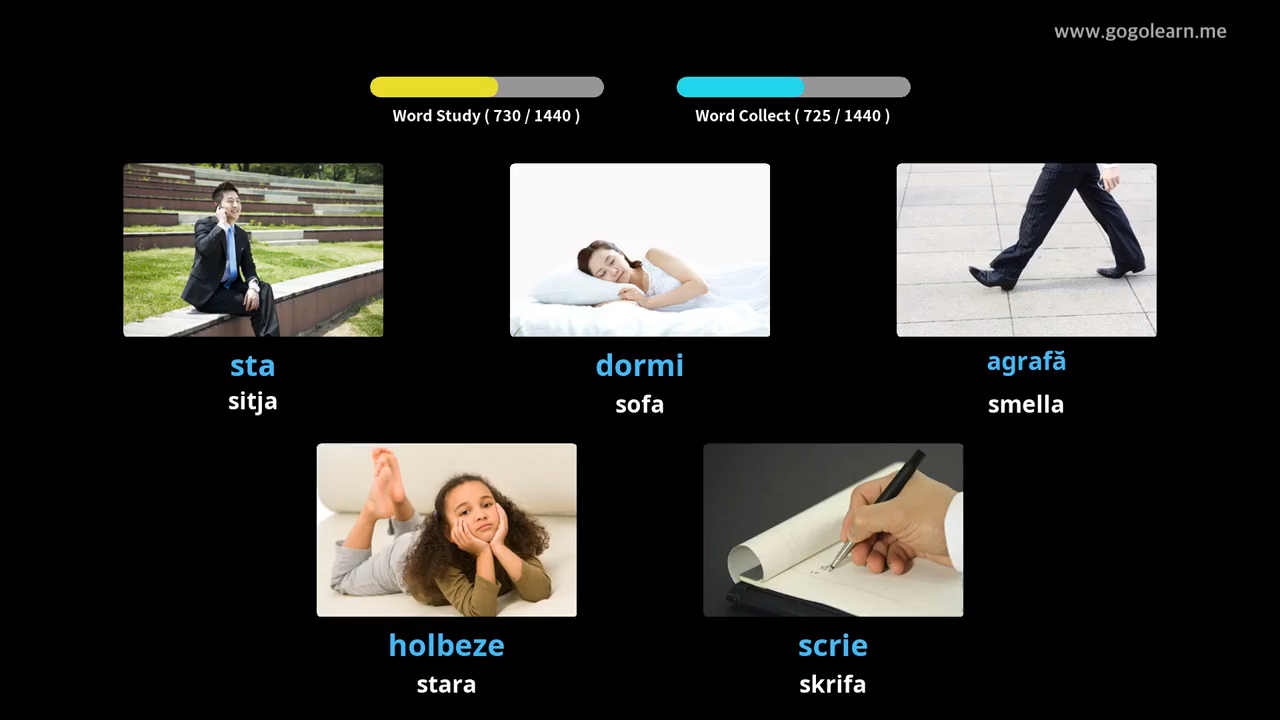 www.gogolearn.me
Word Study ( 730 / 1440 )
Word Collect ( 725 / 1440 )
sta
sitja
dormi
sofa
agrafă
smella
holbeze
stara
scrie
skrifa